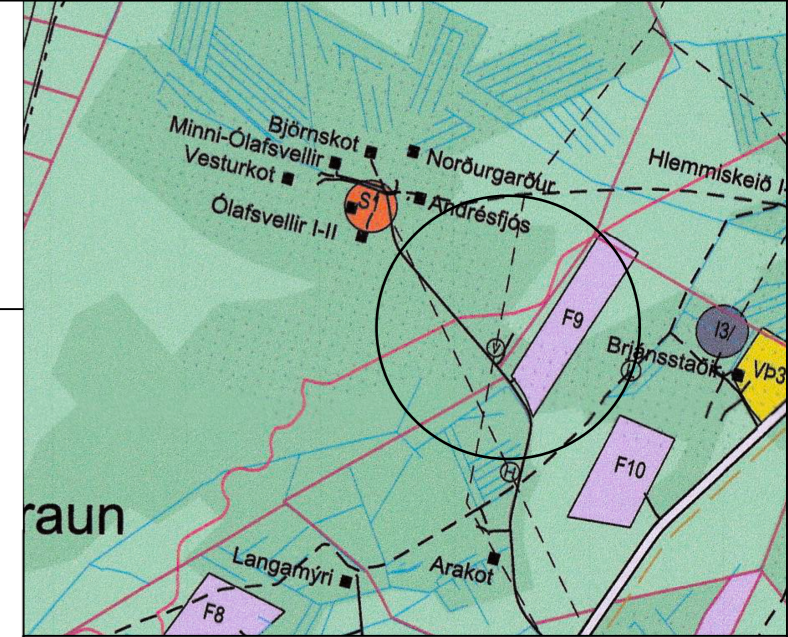 Björnskot
Minni-Ólafsvellir
Vesturkot
Norðurgarður
Hlemmiskeið I-
S1
Andrésfjós
Ólafsvellir I-II
F9
I3/
Brjánsstaðir
VÞ3
V
L
F10
H
raun
Langamýri
Arakot
F8